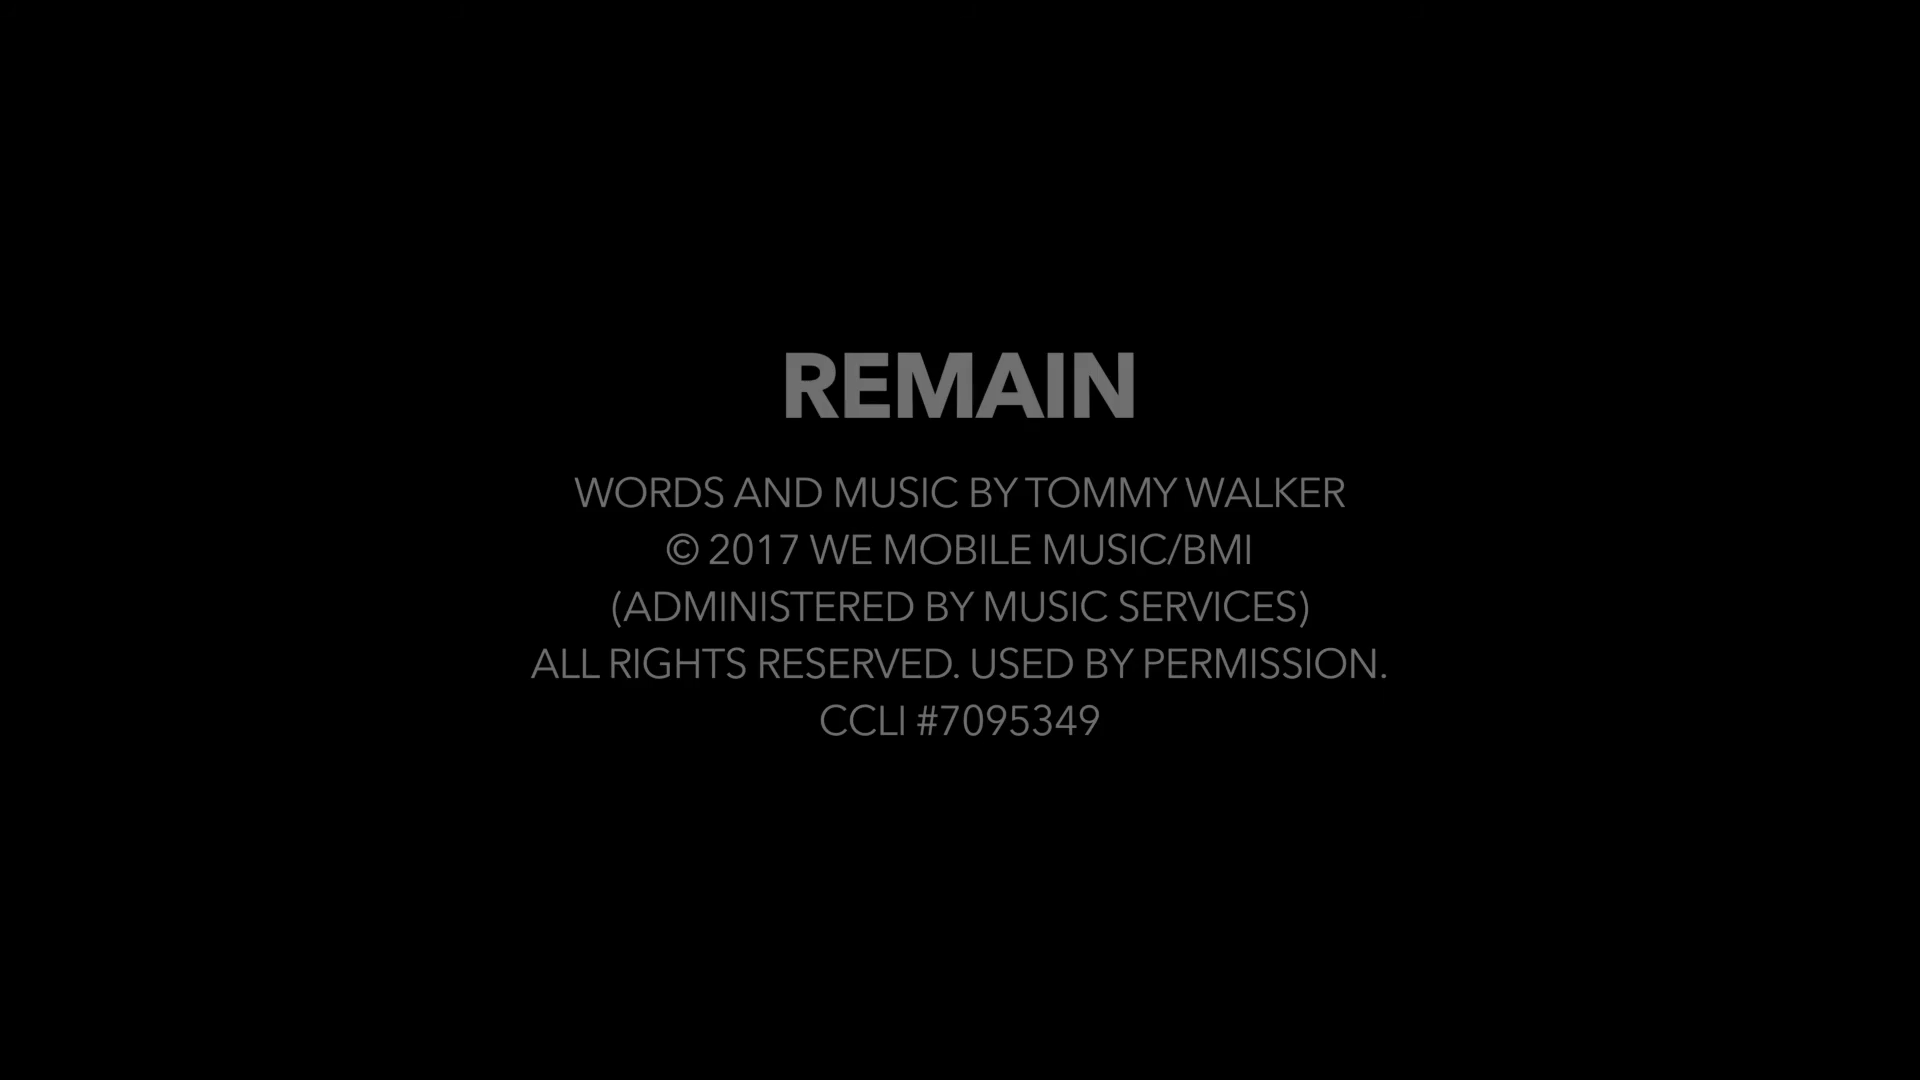 REMAIN
WORDS AND MUSIC BY TOMMY WALKER
© 2017 WE MOBILE MUSIC/BMI
(ADMINISTERED BY MUSIC SERVICES)
ALL RIGHTS RESERVED. USED BY PERMISSION.
CCLI #7095349